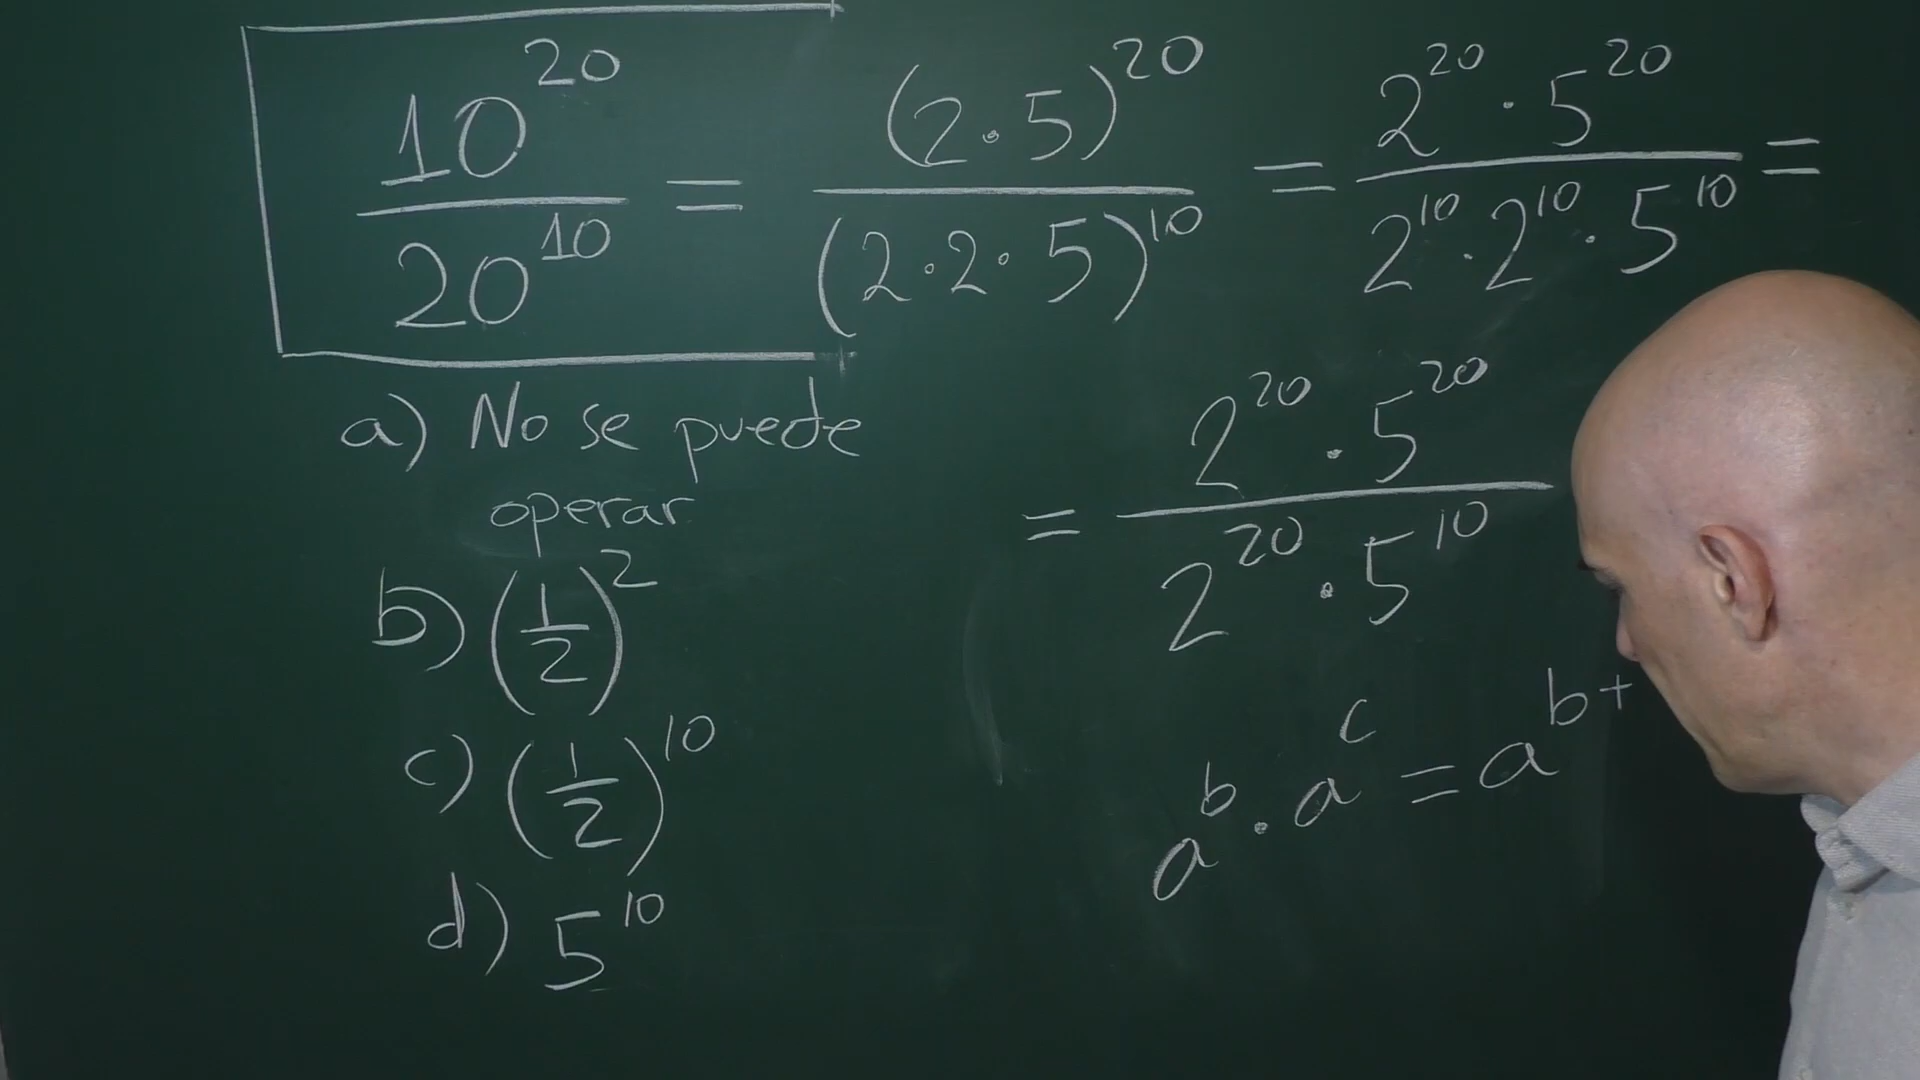 10^20 / 20^10 = (2·5)^20 / (2·2·5)^10 = 2^20 · 5^20 / 2^10 · 2^10 · 5^10 =
= 2^20 · 5^20 / 2^20 · 5^10
a) No se puede
operar
b) (1/2)^2
c) (1/2)^10
d) 5^10
a^b · a^c = a^b+